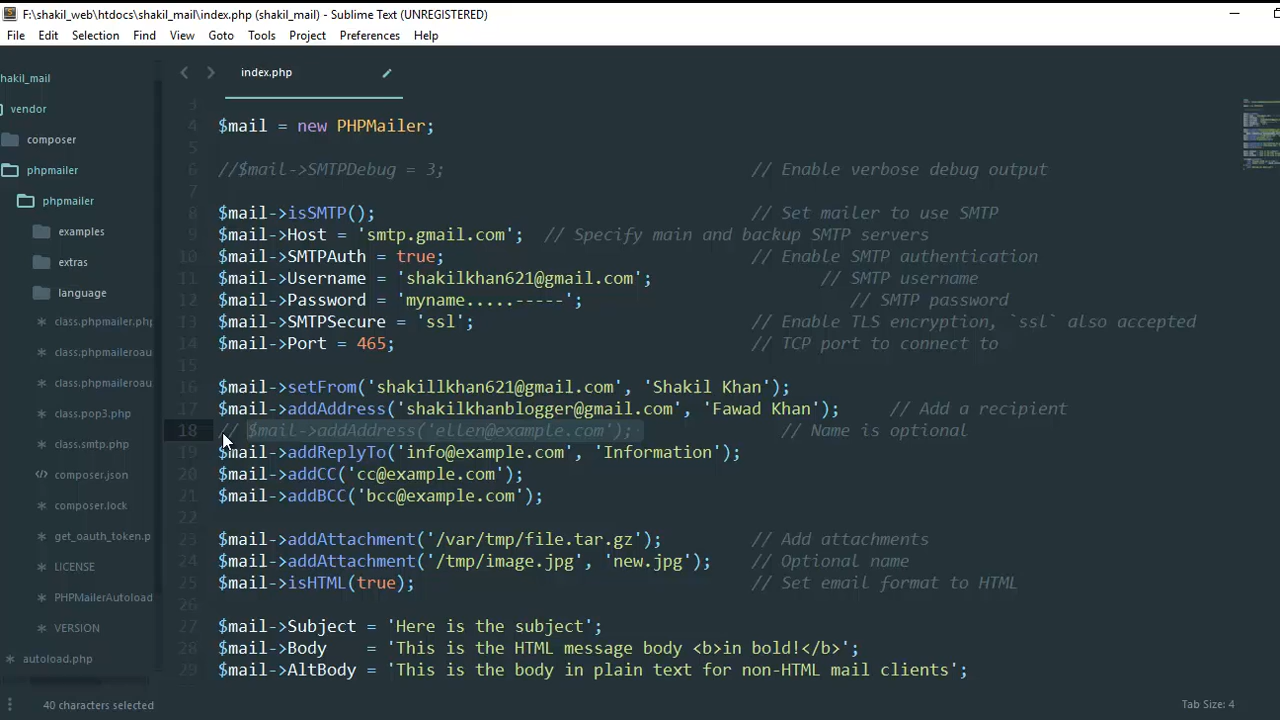 F:\shakil_web\htdocs\shakil_mail\index.php (shakil_mail) - Sublime Text (UNREGISTERED)
File Edit Selection Find View Goto Tools Project Preferences Help
hakil_mail
vendor
composer
phpmailer
phpmailer
examples
extras
language
class.phpmailer.php
class.phpmaileroau
class.phpmaileroau
class.pop3.php
class.smtp.php
composer.json
composer.lock
get_oauth_token.p
LICENSE
PHPMailerAutoload
VERSION
autoload.php
index.php
3
4 $mail = new PHPMailer;
5
6 //$mail->SMTPDebug = 3; // Enable verbose debug output
7
8 $mail->isSMTP(); // Set mailer to use SMTP
9 $mail->Host = 'smtp.gmail.com'; // Specify main and backup SMTP servers
10 $mail->SMTPAuth = true; // Enable SMTP authentication
11 $mail->Username = 'shakilkhan621@gmail.com'; // SMTP username
12 $mail->Password = 'myname.....-----'; // SMTP password
13 $mail->SMTPSecure = 'ssl'; // Enable TLS encryption, `ssl` also accepted
14 $mail->Port = 465; // TCP port to connect to
15
16 $mail->setFrom('shakillkhan621@gmail.com', 'Shakil Khan');
17 $mail->addAddress('shakilkhanblogger@gmail.com', 'Fawad Khan'); // Add a recipient
18 // $mail->addAddress('ellen@example.com'); // Name is optional
19 $mail->addReplyTo('info@example.com', 'Information');
20 $mail->addCC('cc@example.com');
21 $mail->addBCC('bcc@example.com');
22
23 $mail->addAttachment('/var/tmp/file.tar.gz'); // Add attachments
24 $mail->addAttachment('/tmp/image.jpg', 'new.jpg'); // Optional name
25 $mail->isHTML(true); // Set email format to HTML
26
27 $mail->Subject = 'Here is the subject';
28 $mail->Body = 'This is the HTML message body <b>in bold!</b>';
29 $mail->AltBody = 'This is the body in plain text for non-HTML mail clients';
40 characters selected
Tab Size: 4